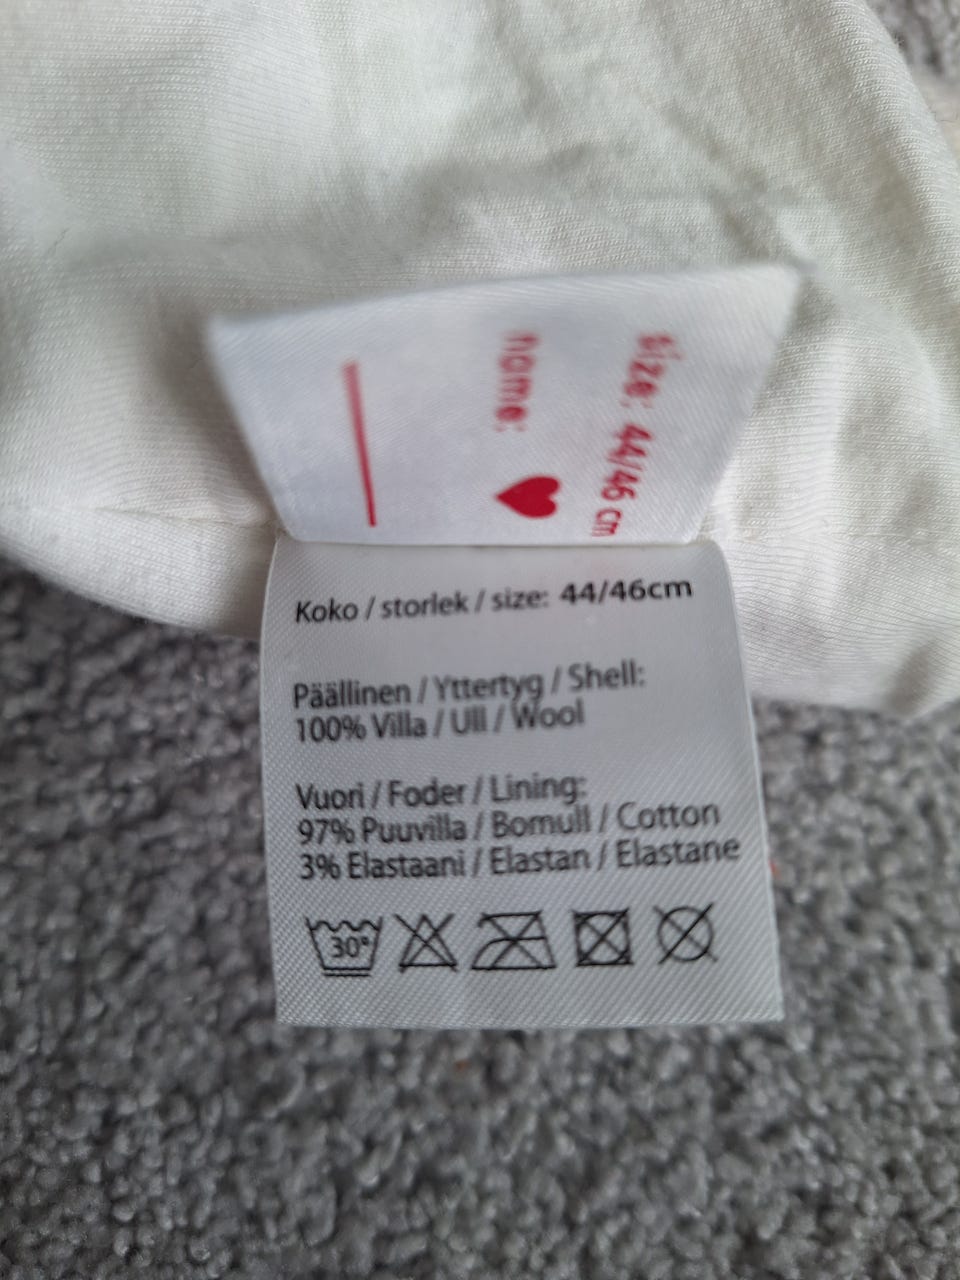 size: 44/46 cm
home:
Koko / storlek / size: 44/46cm
Päällinen / Yttertyg / Shell:
100% Villa / Ull / Wool
Vuori / Foder / Lining:
97% Puuvilla / Bomull / Cotton
3% Elastaani / Elastan / Elastane
30°